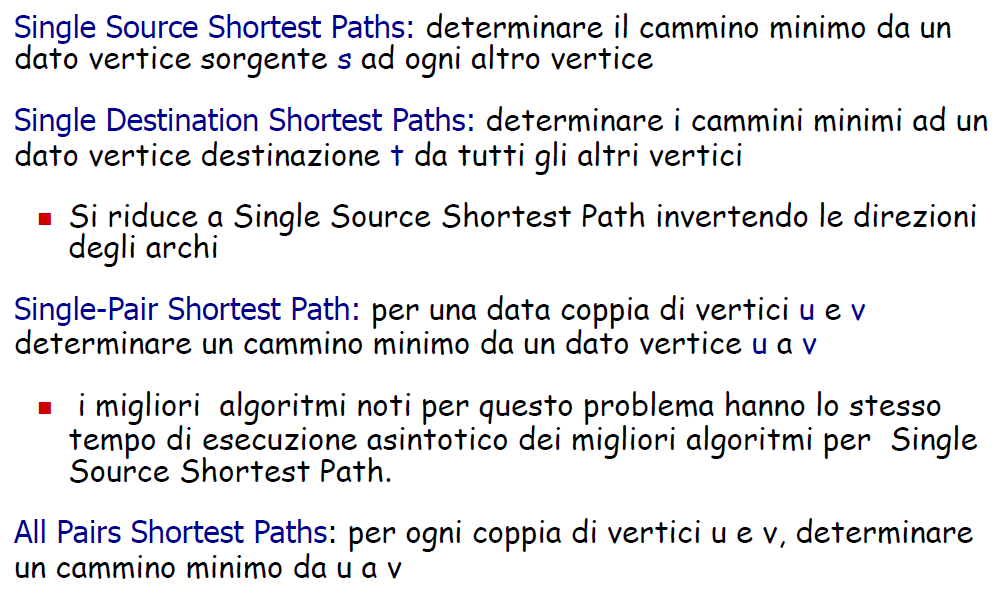 Single Source Shortest Paths: determinare il cammino minimo da un
dato vertice sorgente s ad ogni altro vertice
Single Destination Shortest Paths: determinare i cammini minimi ad un
dato vertice destinazione t da tutti gli altri vertici
Si riduce a Single Source Shortest Path invertendo le direzioni
degli archi
Single-Pair Shortest Path: per una data coppia di vertici u e v
determinare un cammino minimo da un dato vertice u a v
i migliori algoritmi noti per questo problema hanno lo stesso
tempo di esecuzione asintotico dei migliori algoritmi per Single
Source Shortest Path.
All Pairs Shortest Paths: per ogni coppia di vertici u e v, determinare
un cammino minimo da u a v